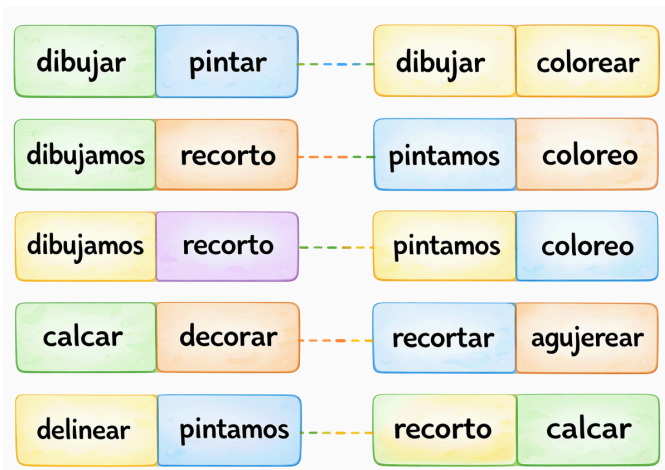 dibujar pintar dibujar colorear
dibujamos recorto pintamos coloreo
dibujamos recorto pintamos coloreo
calcar decorar recortar agujerear
delinear pintamos recorto calcar